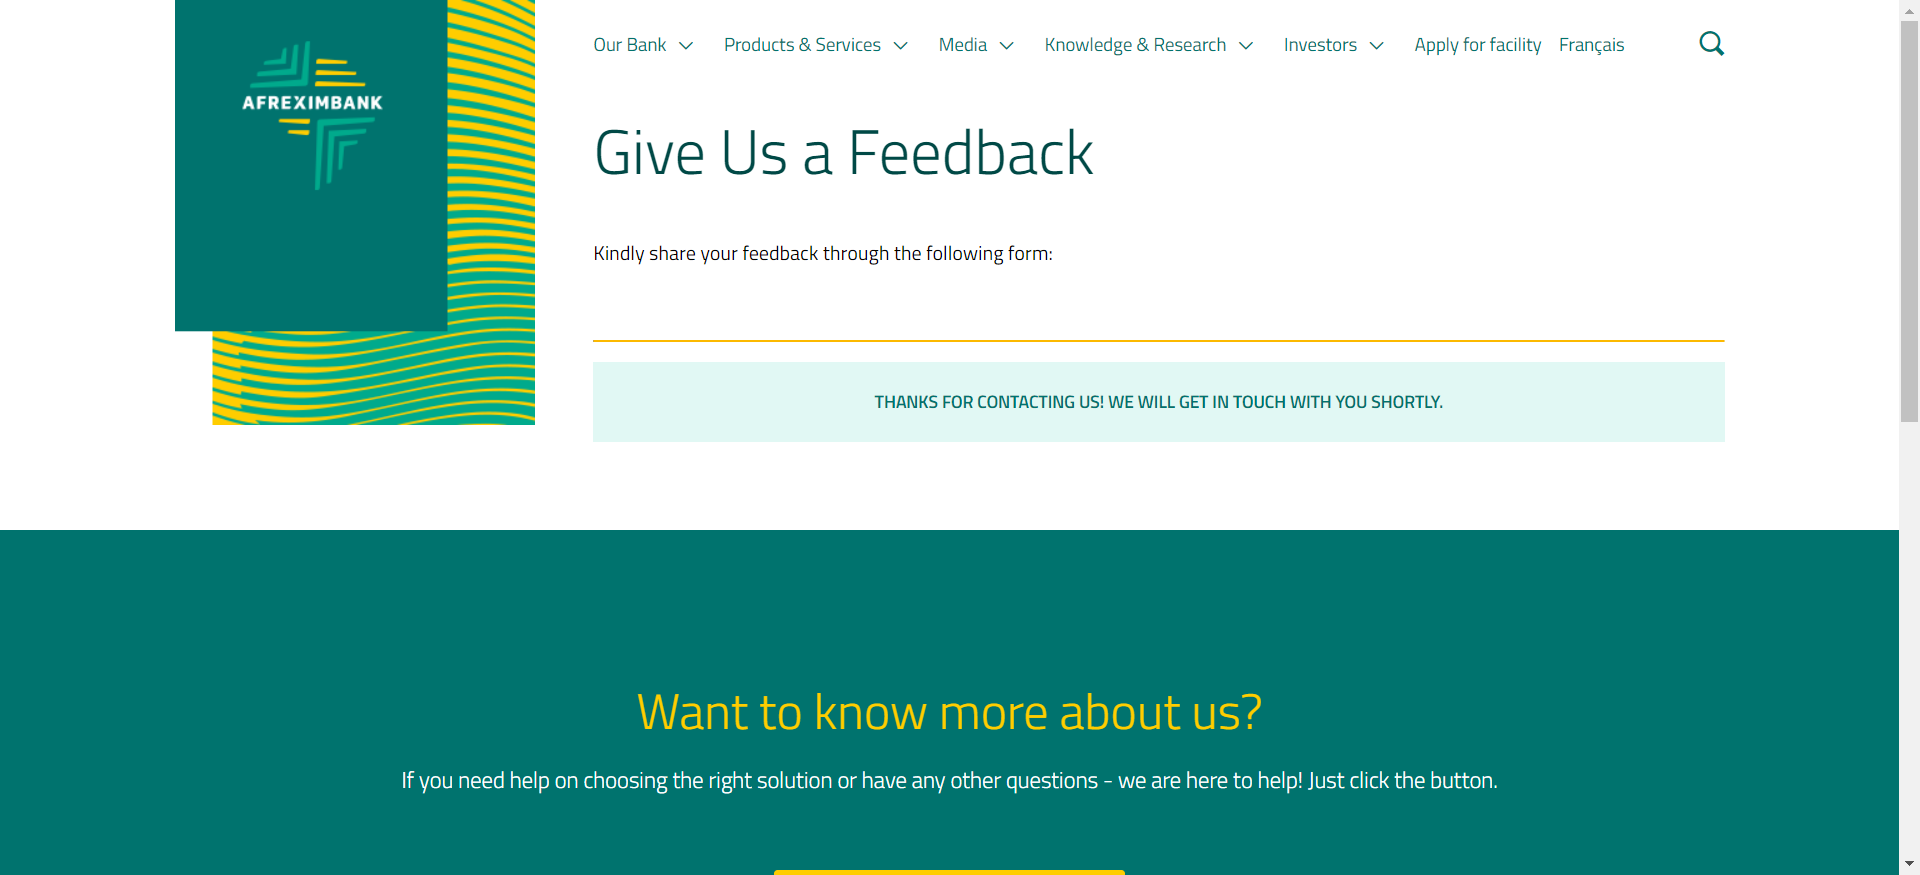 AFREXIMBANK
Our Bank Products & Services Media Knowledge & Research Investors Apply for facility Français
Give Us a Feedback
Kindly share your feedback through the following form:
THANKS FOR CONTACTING US! WE WILL GET IN TOUCH WITH YOU SHORTLY.
Want to know more about us?
If you need help on choosing the right solution or have any other questions - we are here to help! Just click the button.